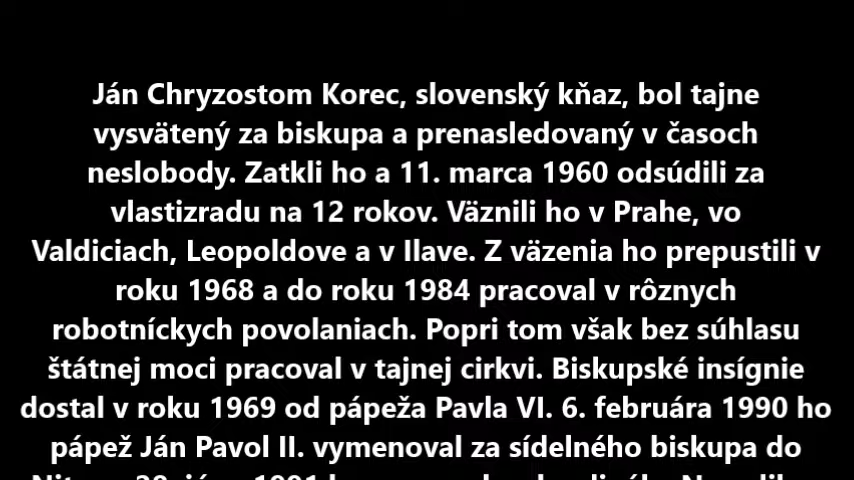 Ján Chryzostom Korec, slovenský kňaz, bol tajne
vysvätený za biskupa a prenasledovaný v časoch
neslobody. Zatkli ho a 11. marca 1960 odsúdili za
vlastizradu na 12 rokov. Väznili ho v Prahe, vo
Valdiciach, Leopoldove a v Ilave. Z väzenia ho prepustili v
roku 1968 a do roku 1984 pracoval v rôznych
robotníckych povolaniach. Popri tom však bez súhlasu
štátnej moci pracoval v tajnej cirkvi. Biskupské insígnie
dostal v roku 1969 od pápeža Pavla VI. 6. februára 1990 ho
pápež Ján Pavol II. vymenoval za sídelného biskupa do